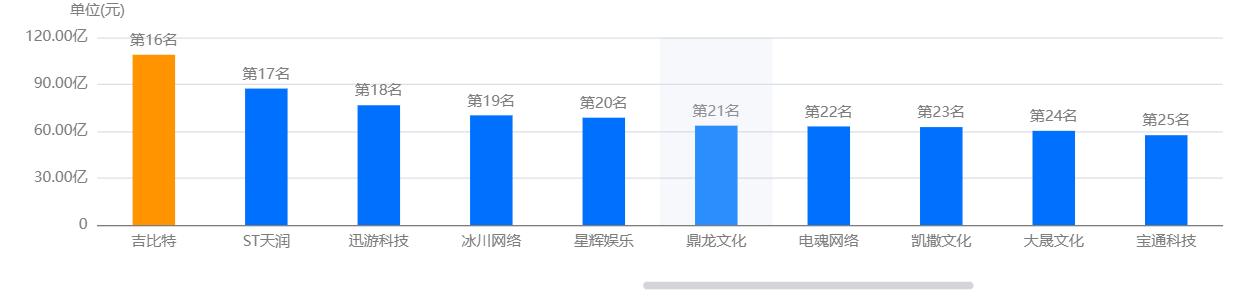 单位(元)
120.00亿
90.00亿
60.00亿
30.00亿
0
第16名
第17名
第18名
第19名
第20名
第21名
第22名
第23名
第24名
第25名
吉比特
ST天润
迅游科技
冰川网络
星辉娱乐
鼎龙文化
电魂网络
凯撒文化
大晟文化
宝通科技